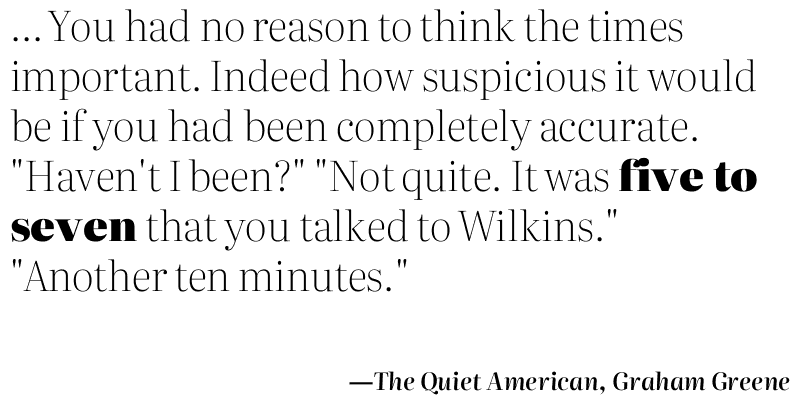 ... You had no reason to think the times
important. Indeed how suspicious it would
be if you had been completely accurate.
"Haven't I been?" "Not quite. It was five to
seven that you talked to Wilkins."
"Another ten minutes."
—The Quiet American, Graham Greene